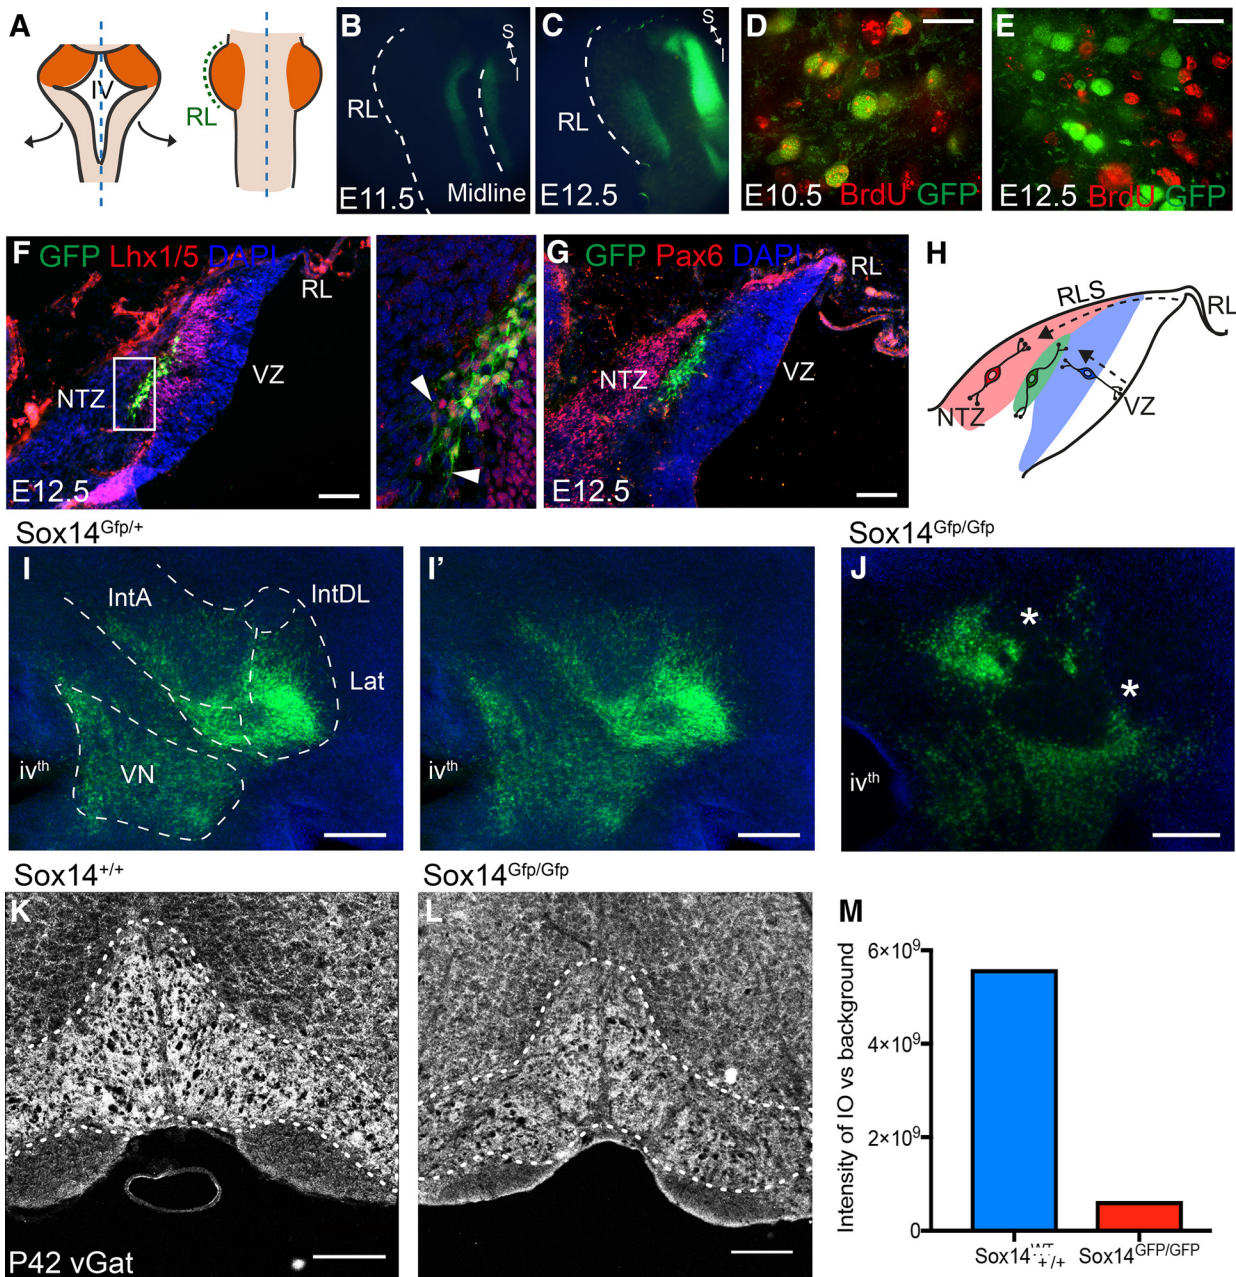 A
IV
RL
B
S
I
RL
E11.5
Midline
C
S
I
RL
E12.5
D
E10.5 BrdU GFP
E
E12.5 BrdU GFP
F GFP Lhx1/5 DAPI
RL
NTZ
VZ
E12.5
G GFP Pax6 DAPI
RL
NTZ
VZ
E12.5
H
RLS
RL
NTZ
VZ
Sox14Gfp/+
I
IntA
IntDL
Lat
VN
ivth
I’
ivth
Sox14Gfp/Gfp
J
*
*
ivth
Sox14+/+
K
P42 vGat
Sox14Gfp/Gfp
L
M
Intensity of IO vs background
6×10⁹
4×10⁹
2×10⁹
0
Sox14+/+
Sox14GFP/GFP